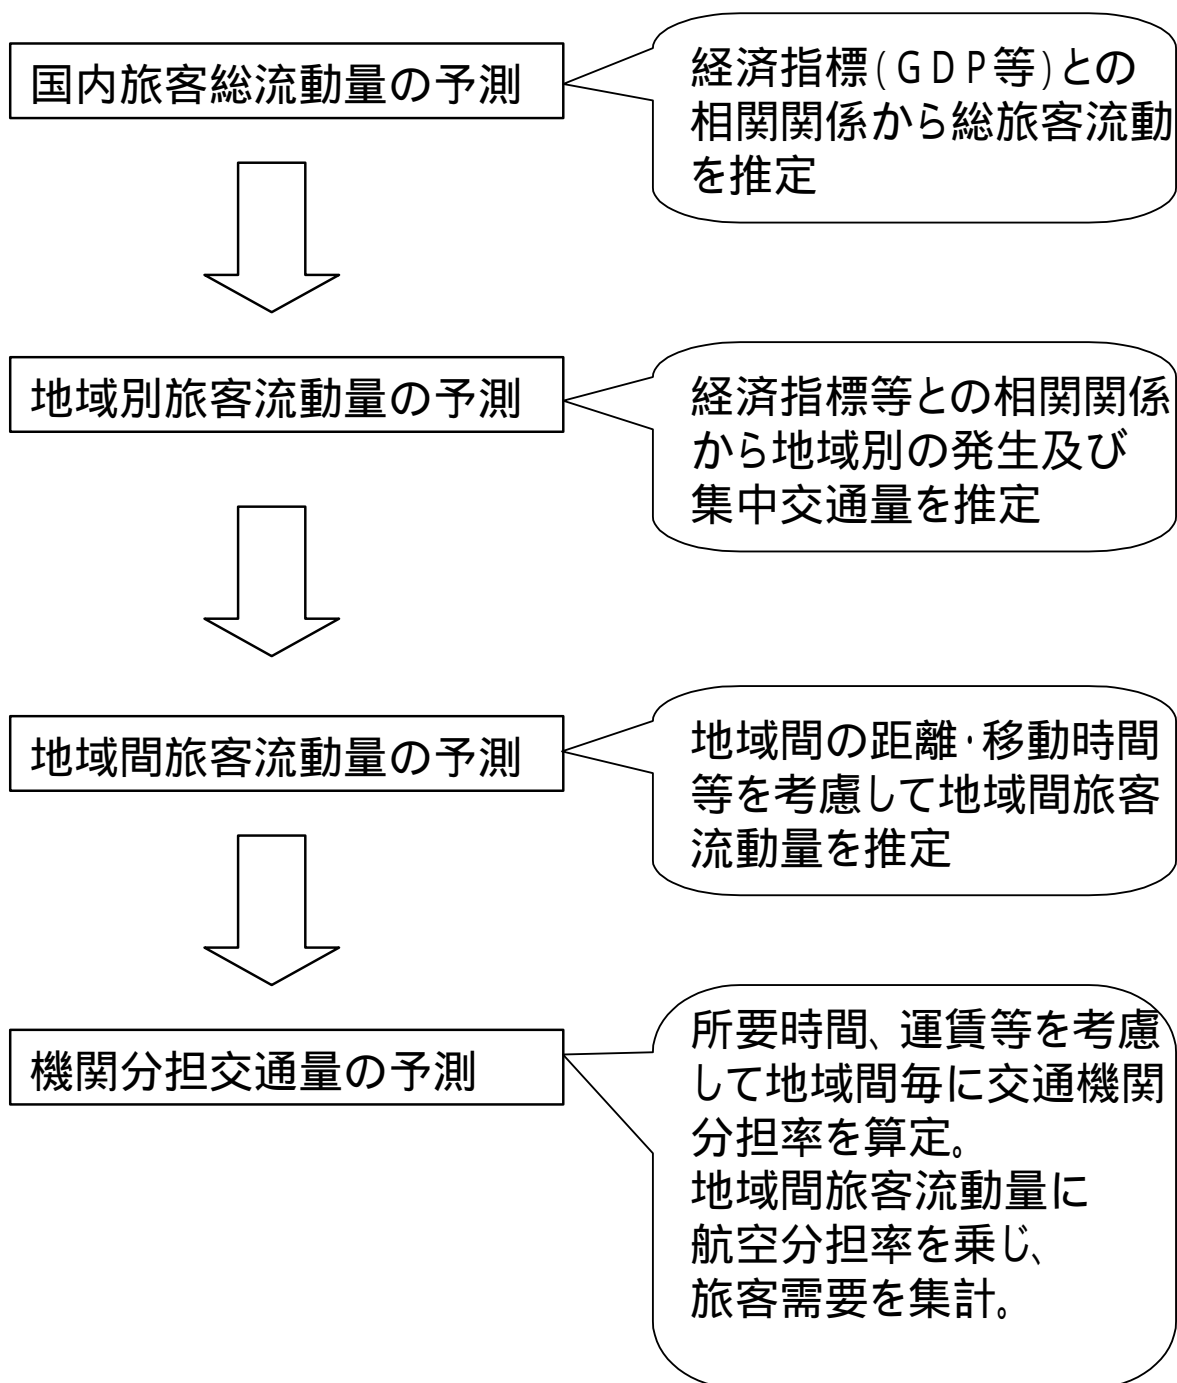 国内旅客総流動量の予測
経済指標(GDP等)との
相関関係から総旅客流動
を推定
地域別旅客流動量の予測
経済指標等との相関関係
から地域別の発生及び
集中交通量を推定
地域間旅客流動量の予測
地域間の距離・移動時間
等を考慮して地域間旅客
流動量を推定
機関分担交通量の予測
所要時間、運賃等を考慮
して地域間毎に交通機関
分担率を算定。
地域間旅客流動量に
航空分担率を乗じ、
旅客需要を集計。